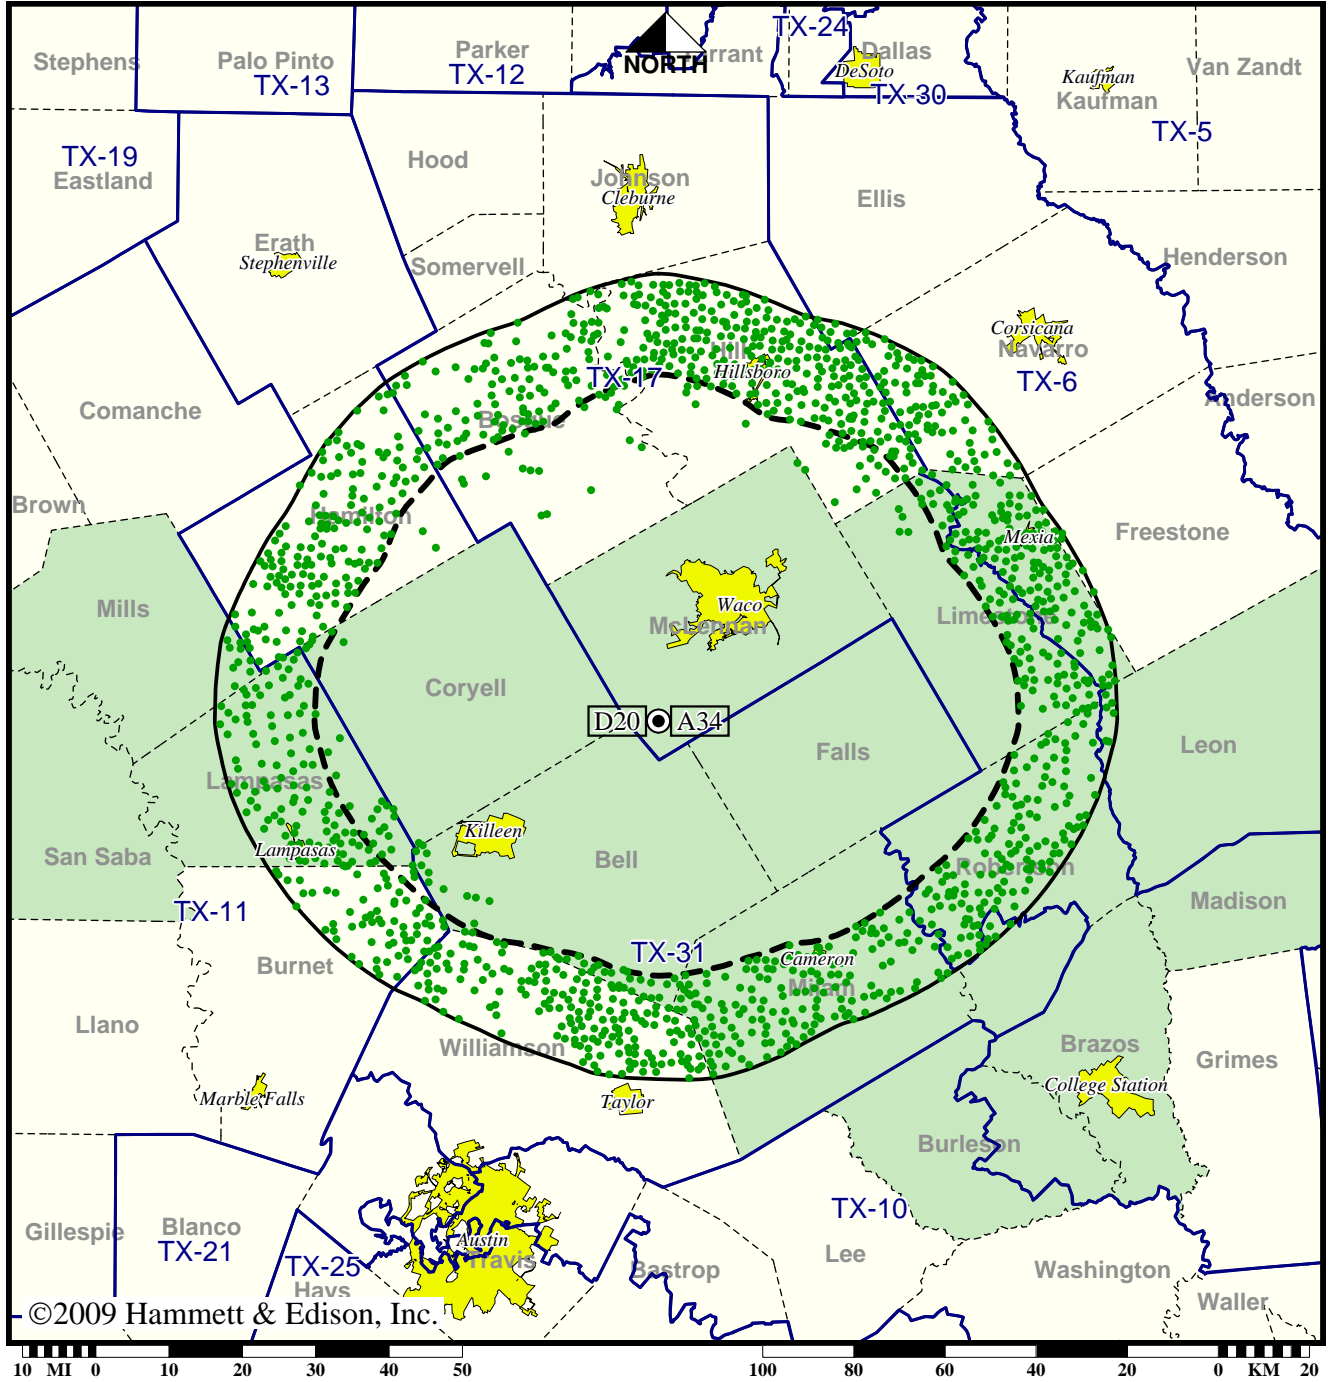 TX-24
Stephens
Palo Pinto
Parker
NORTH
rrant
Dallas
TX-13
TX-12
DeSoto
TX-30
Kaufman
Kaufman
Van Zandt
TX-5
TX-19
Eastland
Hood
Johnson
Cleburne
Ellis
Erath
Stephenville
Somervell
Henderson
Corsicana
Navarro
TX-6
Hill
Hillsboro
TX-17
Anderson
Comanche
Bosque
Brown
Hamilton
Mexia
Freestone
Mills
Waco
McLennan
Limestone
Coryell
D20
A34
Falls
Leon
Lampasas
Killeen
Lampasas
San Saba
Bell
Robertson
Madison
TX-11
TX-31
Cameron
Milam
Burnet
Llano
Williamson
Brazos
Grimes
College Station
Marble Falls
Taylor
Burleson
TX-10
Gillespie
Blanco
TX-21
Austin
Travis
TX-25
Hays
Bastrop
Lee
Washington
Waller
©2009 Hammett & Edison, Inc.
10 MI 0 10 20 30 40 50
100 80 60 40 20 0 KM 20